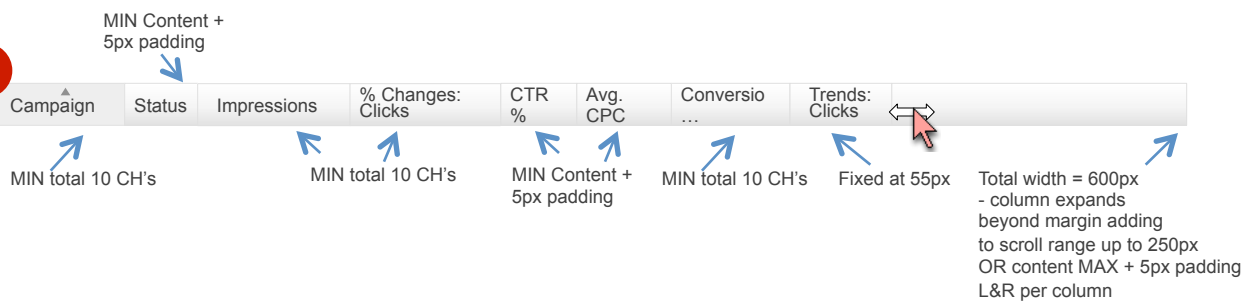 MIN Content +
5px padding
Campaign
Status
Impressions
% Changes:
Clicks
CTR
%
Avg.
CPC
Conversio
…
Trends:
Clicks
MIN total 10 CH's
MIN total 10 CH's
MIN Content +
5px padding
MIN total 10 CH's
Fixed at 55px
Total width = 600px
- column expands
beyond margin adding
to scroll range up to 250px
OR content MAX + 5px padding
L&R per column